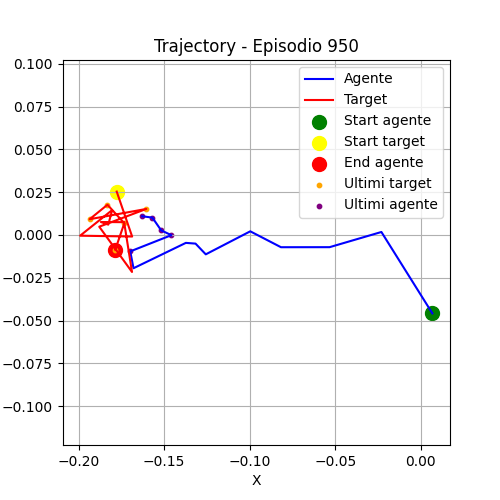 Trajectory - Episodio 950
0.100
0.075
0.050
0.025
0.000
−0.025
−0.050
−0.075
−0.100
Agente
Target
Start agente
Start target
End agente
Ultimi target
Ultimi agente
−0.20
−0.15
−0.10
−0.05
0.00
X